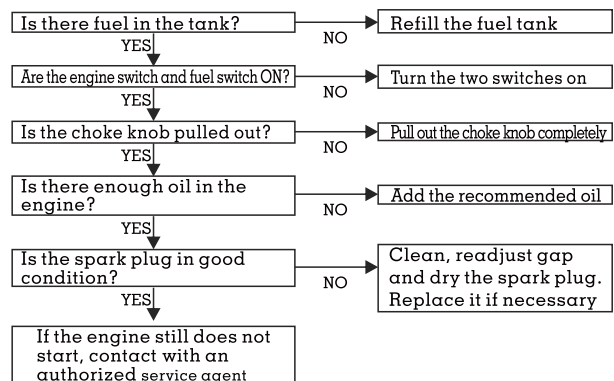 Is there fuel in the tank?
NO
Refill the fuel tank
YES
Are the engine switch and fuel switch ON?
NO
Turn the two switches on
YES
Is the choke knob pulled out?
NO
Pull out the choke knob completely
YES
Is there enough oil in the
engine?
NO
Add the recommended oil
YES
Is the spark plug in good
condition?
NO
Clean, readjust gap
and dry the spark plug.
Replace it if necessary
YES
If the engine still does not
start, contact with an
authorized service agent